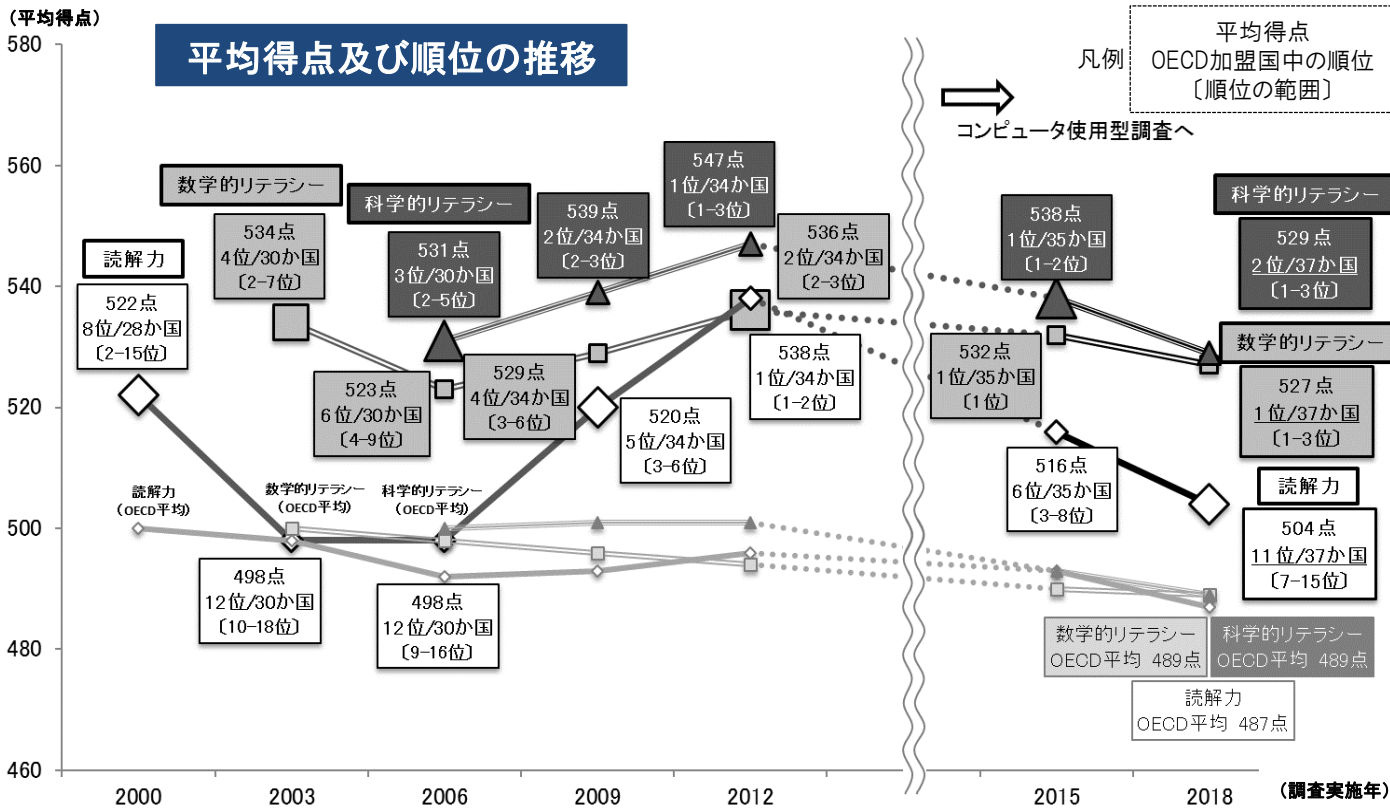 (平均得点)
580
560
540
520
500
480
460
平均得点及び順位の推移
凡例
平均得点
OECD加盟国中の順位
〔順位の範囲〕
コンピュータ使用型調査へ
読解力
522点
8位/28か国
〔2−15位〕
数学的リテラシー
534点
4位/30か国
〔2−7位〕
科学的リテラシー
531点
3位/30か国
〔2−5位〕
539点
2位/34か国
〔2−3位〕
547点
1位/34か国
〔1−3位〕
536点
2位/34か国
〔2−3位〕
523点
6位/30か国
〔4−9位〕
529点
4位/34か国
〔3−6位〕
520点
5位/34か国
〔3−6位〕
538点
1位/34か国
〔1−2位〕
498点
12位/30か国
〔10−18位〕
498点
12位/30か国
〔9−16位〕
読解力
(OECD平均)
数学的リテラシー
(OECD平均)
科学的リテラシー
(OECD平均)
538点
1位/35か国
〔1−2位〕
532点
1位/35か国
〔1位〕
516点
6位/35か国
〔3−8位〕
科学的リテラシー
529点
2位/37か国
〔1−3位〕
数学的リテラシー
527点
1位/37か国
〔1−3位〕
読解力
504点
11位/37か国
〔7−15位〕
数学的リテラシー
OECD平均 489点
科学的リテラシー
OECD平均 489点
読解力
OECD平均 487点
2000
2003
2006
2009
2012
2015
2018
(調査実施年)